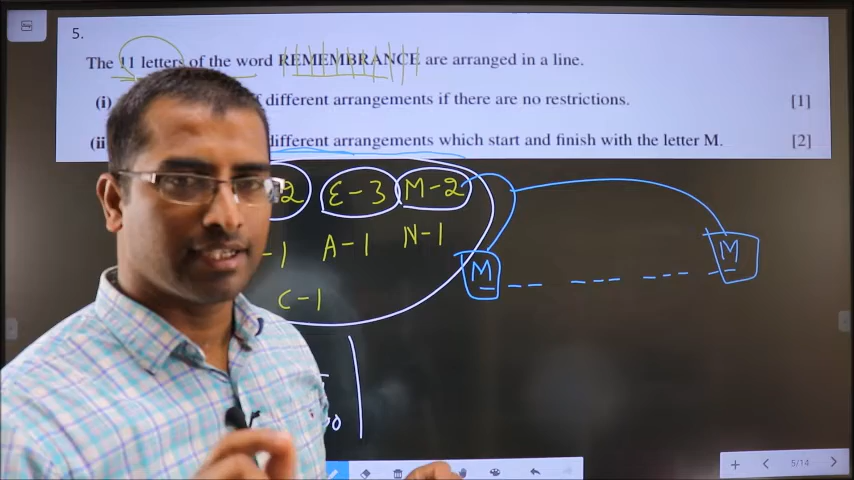 5.
The 11 letters of the word REMEMBRANCE are arranged in a line.
(i) different arrangements if there are no restrictions. [1]
(ii different arrangements which start and finish with the letter M. [2]
2 E-3 M-2
-1 A-1 N-1
C-1
M M
5/14